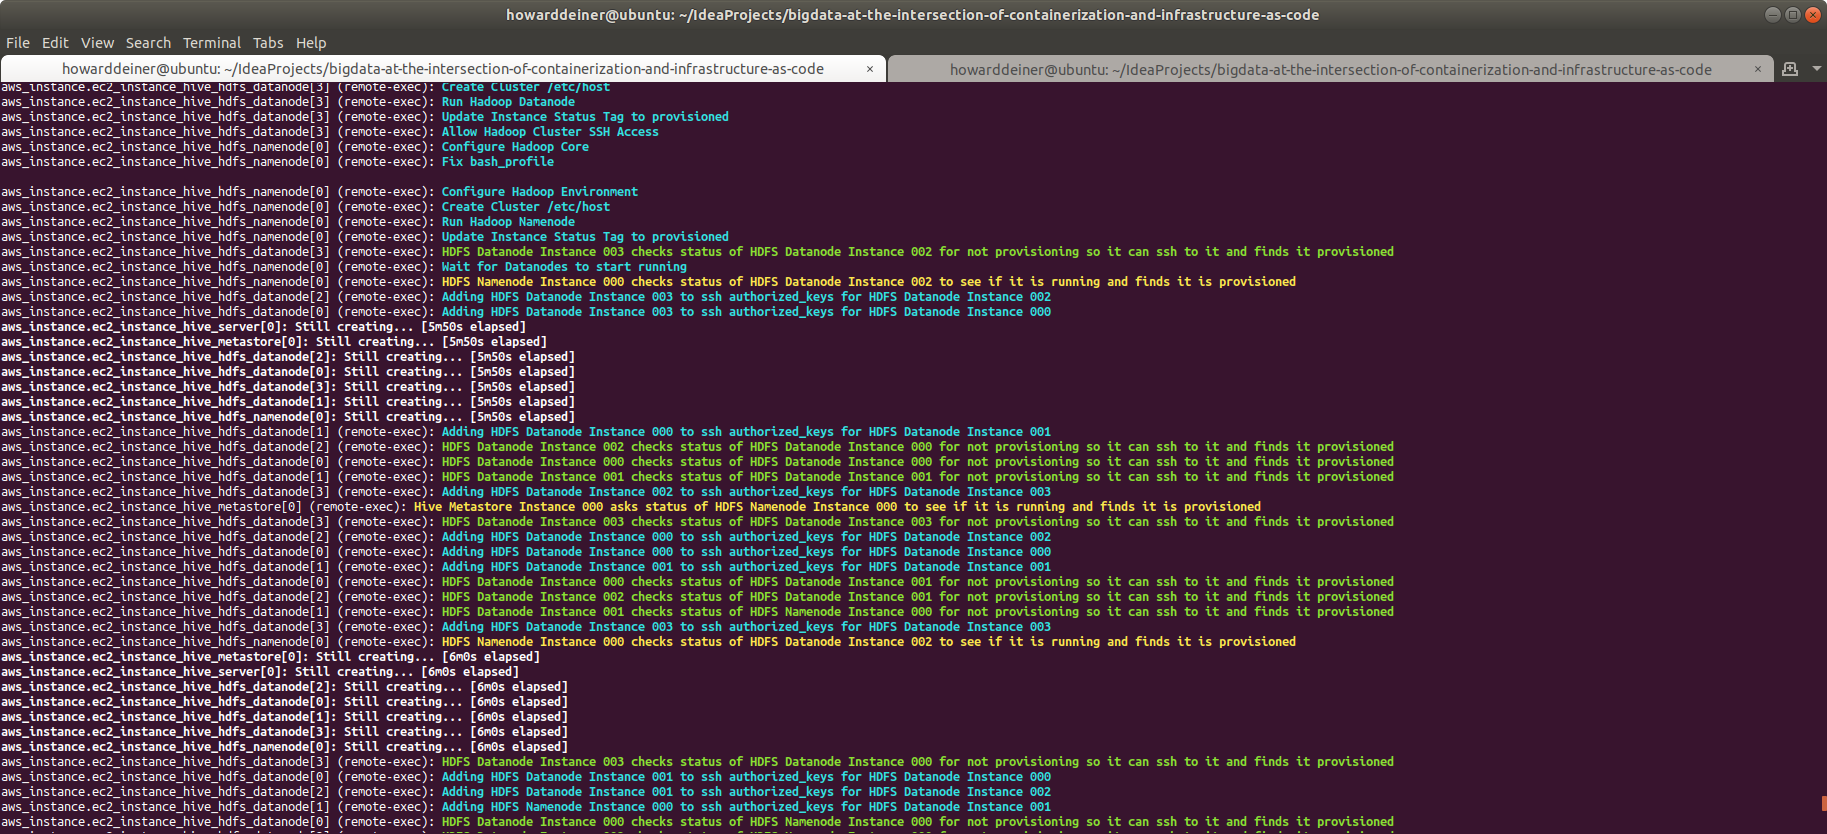 howarddeiner@ubuntu: ~/IdeaProjects/bigdata-at-the-intersection-of-containerization-and-infrastructure-as-code
File Edit View Search Terminal Tabs Help
howarddeiner@ubuntu: ~/IdeaProjects/bigdata-at-the-intersection-of-containerization-and-infrastructure-as-code × howarddeiner@ubuntu: ~/IdeaProjects/bigdata-at-the-intersection-of-containerization-and-infrastructure-as-code ×
aws_instance.ec2_instance_hive_hdfs_datanode[3] (remote-exec): Create Cluster /etc/host
aws_instance.ec2_instance_hive_hdfs_datanode[3] (remote-exec): Run Hadoop Datanode
aws_instance.ec2_instance_hive_hdfs_datanode[3] (remote-exec): Update Instance Status Tag to provisioned
aws_instance.ec2_instance_hive_hdfs_datanode[3] (remote-exec): Allow Hadoop Cluster SSH Access
aws_instance.ec2_instance_hive_hdfs_namenode[0] (remote-exec): Configure Hadoop Core
aws_instance.ec2_instance_hive_hdfs_namenode[0] (remote-exec): Fix bash_profile
aws_instance.ec2_instance_hive_hdfs_namenode[0] (remote-exec): Configure Hadoop Environment
aws_instance.ec2_instance_hive_hdfs_namenode[0] (remote-exec): Create Cluster /etc/host
aws_instance.ec2_instance_hive_hdfs_namenode[0] (remote-exec): Run Hadoop Namenode
aws_instance.ec2_instance_hive_hdfs_namenode[0] (remote-exec): Update Instance Status Tag to provisioned
aws_instance.ec2_instance_hive_hdfs_datanode[3] (remote-exec): HDFS Datanode Instance 003 checks status of HDFS Datanode Instance 002 for not provisioning so it can ssh to it and finds it provisioned
aws_instance.ec2_instance_hive_hdfs_namenode[0] (remote-exec): Wait for Datanodes to start running
aws_instance.ec2_instance_hive_hdfs_namenode[0] (remote-exec): HDFS Namenode Instance 000 checks status of HDFS Datanode Instance 002 to see if it is running and finds it is provisioned
aws_instance.ec2_instance_hive_hdfs_datanode[2] (remote-exec): Adding HDFS Datanode Instance 003 to ssh authorized_keys for HDFS Datanode Instance 002
aws_instance.ec2_instance_hive_hdfs_datanode[0] (remote-exec): Adding HDFS Datanode Instance 003 to ssh authorized_keys for HDFS Datanode Instance 000
aws_instance.ec2_instance_hive_server[0]: Still creating... [5m50s elapsed]
aws_instance.ec2_instance_hive_metastore[0]: Still creating... [5m50s elapsed]
aws_instance.ec2_instance_hive_hdfs_datanode[2]: Still creating... [5m50s elapsed]
aws_instance.ec2_instance_hive_hdfs_datanode[0]: Still creating... [5m50s elapsed]
aws_instance.ec2_instance_hive_hdfs_datanode[3]: Still creating... [5m50s elapsed]
aws_instance.ec2_instance_hive_hdfs_datanode[1]: Still creating... [5m50s elapsed]
aws_instance.ec2_instance_hive_hdfs_namenode[0]: Still creating... [5m50s elapsed]
aws_instance.ec2_instance_hive_hdfs_datanode[1] (remote-exec): Adding HDFS Datanode Instance 000 to ssh authorized_keys for HDFS Datanode Instance 001
aws_instance.ec2_instance_hive_hdfs_datanode[2] (remote-exec): HDFS Datanode Instance 002 checks status of HDFS Datanode Instance 000 for not provisioning so it can ssh to it and finds it provisioned
aws_instance.ec2_instance_hive_hdfs_datanode[0] (remote-exec): HDFS Datanode Instance 000 checks status of HDFS Datanode Instance 000 for not provisioning so it can ssh to it and finds it provisioned
aws_instance.ec2_instance_hive_hdfs_datanode[1] (remote-exec): HDFS Datanode Instance 001 checks status of HDFS Datanode Instance 001 for not provisioning so it can ssh to it and finds it provisioned
aws_instance.ec2_instance_hive_hdfs_datanode[3] (remote-exec): Adding HDFS Datanode Instance 002 to ssh authorized_keys for HDFS Datanode Instance 003
aws_instance.ec2_instance_hive_metastore[0] (remote-exec): Hive Metastore Instance 000 asks status of HDFS Namenode Instance 000 to see if it is running and finds it is provisioned
aws_instance.ec2_instance_hive_hdfs_datanode[3] (remote-exec): HDFS Datanode Instance 003 checks status of HDFS Datanode Instance 003 for not provisioning so it can ssh to it and finds it provisioned
aws_instance.ec2_instance_hive_hdfs_datanode[2] (remote-exec): Adding HDFS Datanode Instance 000 to ssh authorized_keys for HDFS Datanode Instance 002
aws_instance.ec2_instance_hive_hdfs_datanode[0] (remote-exec): Adding HDFS Datanode Instance 000 to ssh authorized_keys for HDFS Datanode Instance 000
aws_instance.ec2_instance_hive_hdfs_datanode[1] (remote-exec): Adding HDFS Datanode Instance 001 to ssh authorized_keys for HDFS Datanode Instance 001
aws_instance.ec2_instance_hive_hdfs_datanode[0] (remote-exec): HDFS Datanode Instance 000 checks status of HDFS Datanode Instance 001 for not provisioning so it can ssh to it and finds it provisioned
aws_instance.ec2_instance_hive_hdfs_datanode[2] (remote-exec): HDFS Datanode Instance 002 checks status of HDFS Datanode Instance 001 for not provisioning so it can ssh to it and finds it provisioned
aws_instance.ec2_instance_hive_hdfs_datanode[1] (remote-exec): HDFS Datanode Instance 001 checks status of HDFS Namenode Instance 000 for not provisioning so it can ssh to it and finds it provisioned
aws_instance.ec2_instance_hive_hdfs_datanode[3] (remote-exec): Adding HDFS Datanode Instance 003 to ssh authorized_keys for HDFS Datanode Instance 003
aws_instance.ec2_instance_hive_hdfs_namenode[0] (remote-exec): HDFS Namenode Instance 000 checks status of HDFS Datanode Instance 002 to see if it is running and finds it is provisioned
aws_instance.ec2_instance_hive_metastore[0]: Still creating... [6m0s elapsed]
aws_instance.ec2_instance_hive_server[0]: Still creating... [6m0s elapsed]
aws_instance.ec2_instance_hive_hdfs_datanode[2]: Still creating... [6m0s elapsed]
aws_instance.ec2_instance_hive_hdfs_datanode[0]: Still creating... [6m0s elapsed]
aws_instance.ec2_instance_hive_hdfs_datanode[1]: Still creating... [6m0s elapsed]
aws_instance.ec2_instance_hive_hdfs_datanode[3]: Still creating... [6m0s elapsed]
aws_instance.ec2_instance_hive_hdfs_namenode[0]: Still creating... [6m0s elapsed]
aws_instance.ec2_instance_hive_hdfs_datanode[3] (remote-exec): HDFS Datanode Instance 003 checks status of HDFS Datanode Instance 000 for not provisioning so it can ssh to it and finds it provisioned
aws_instance.ec2_instance_hive_hdfs_datanode[0] (remote-exec): Adding HDFS Datanode Instance 001 to ssh authorized_keys for HDFS Datanode Instance 000
aws_instance.ec2_instance_hive_hdfs_datanode[2] (remote-exec): Adding HDFS Datanode Instance 001 to ssh authorized_keys for HDFS Datanode Instance 002
aws_instance.ec2_instance_hive_hdfs_datanode[1] (remote-exec): Adding HDFS Namenode Instance 000 to ssh authorized_keys for HDFS Datanode Instance 001
aws_instance.ec2_instance_hive_hdfs_datanode[0] (remote-exec): HDFS Datanode Instance 000 checks status of HDFS Namenode Instance 000 for not provisioning so it can ssh to it and finds it provisioned